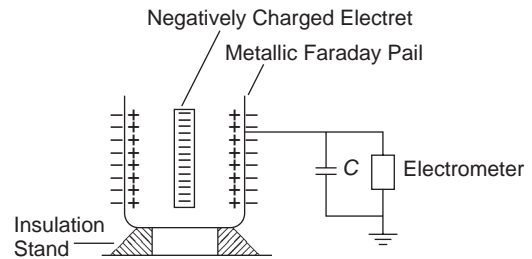 Negatively Charged Electret
Metallic Faraday Pail
C
Electrometer
Insulation
Stand